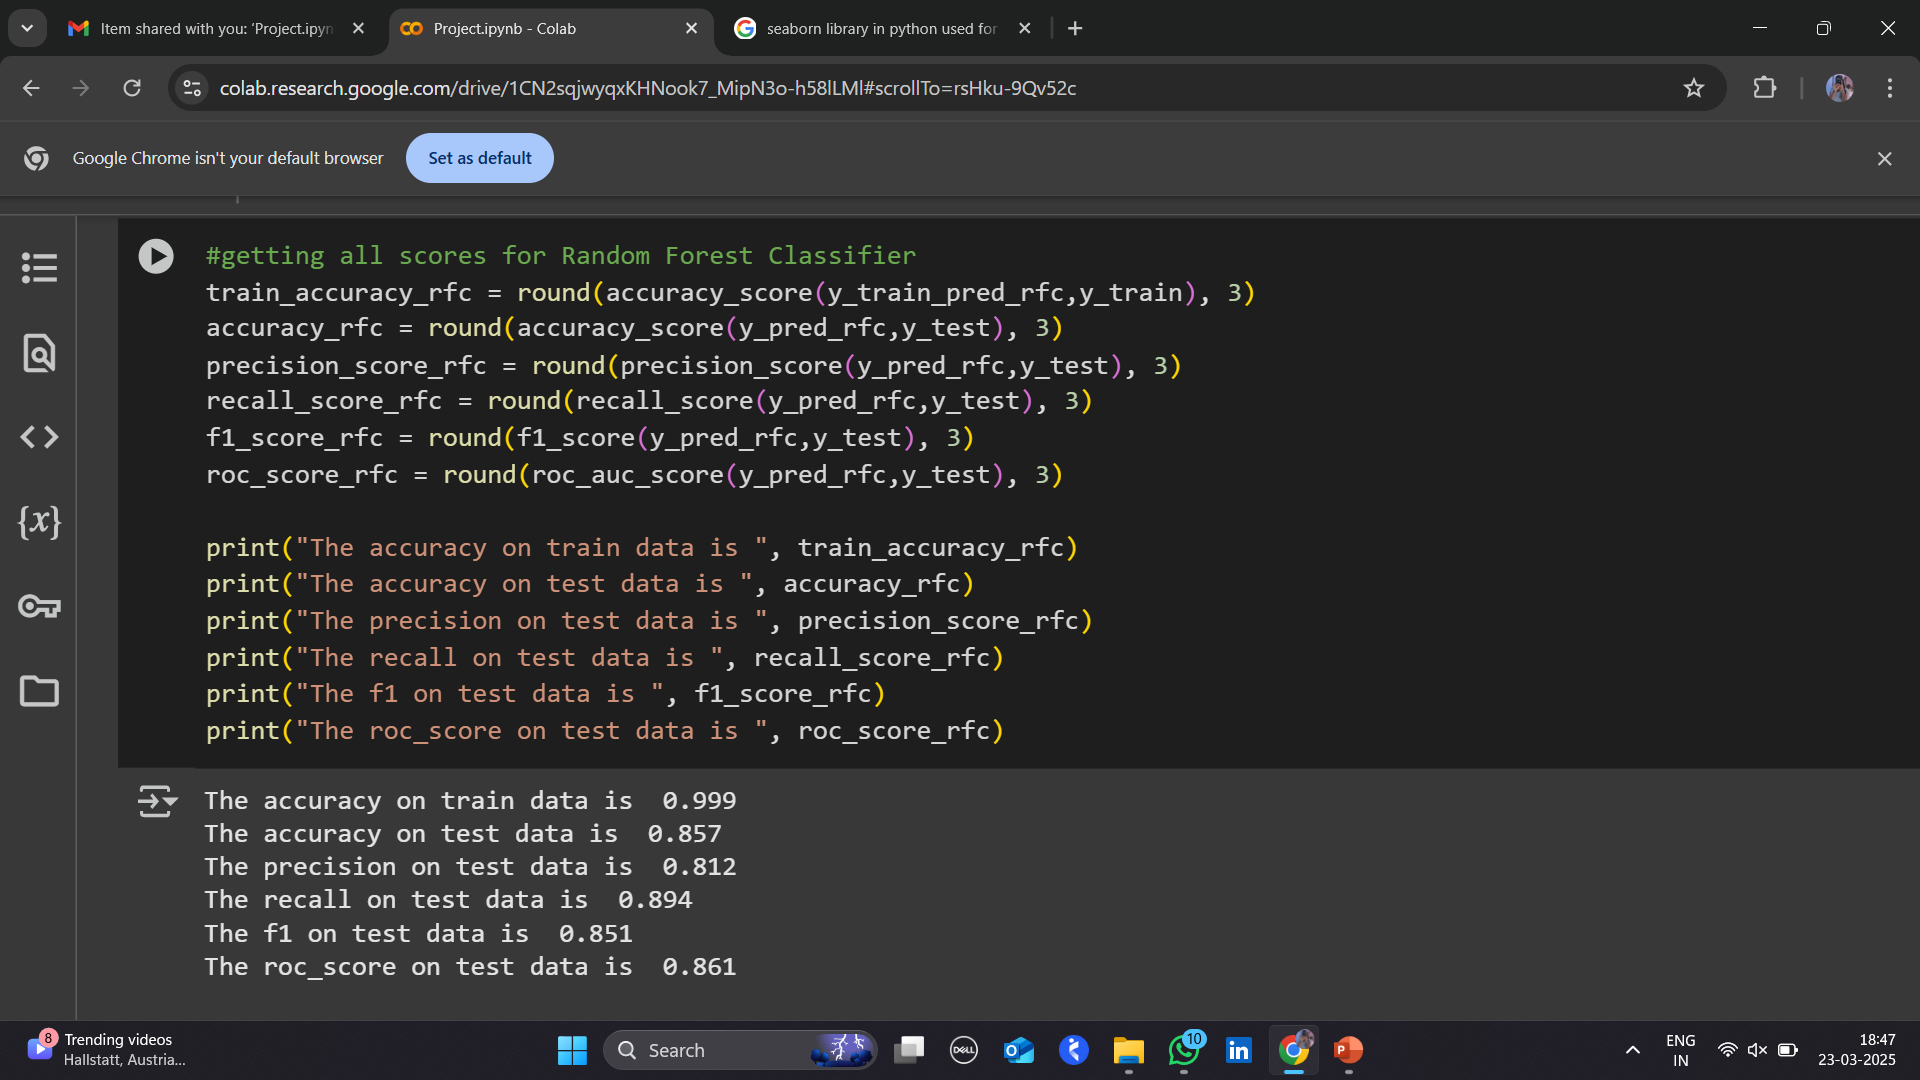 Item shared with you: ‘Project.ipyn
Project.ipynb - Colab
seaborn library in python used for
colab.research.google.com/drive/1CN2sqjwyqxKHNook7_MipN3o-h58lLMl#scrollTo=rsHku-9Qv52c
Google Chrome isn't your default browser
Set as default
#getting all scores for Random Forest Classifier
train_accuracy_rfc = round(accuracy_score(y_train_pred_rfc,y_train), 3)
accuracy_rfc = round(accuracy_score(y_pred_rfc,y_test), 3)
precision_score_rfc = round(precision_score(y_pred_rfc,y_test), 3)
recall_score_rfc = round(recall_score(y_pred_rfc,y_test), 3)
f1_score_rfc = round(f1_score(y_pred_rfc,y_test), 3)
roc_score_rfc = round(roc_auc_score(y_pred_rfc,y_test), 3)
print("The accuracy on train data is ", train_accuracy_rfc)
print("The accuracy on test data is ", accuracy_rfc)
print("The precision on test data is ", precision_score_rfc)
print("The recall on test data is ", recall_score_rfc)
print("The f1 on test data is ", f1_score_rfc)
print("The roc_score on test data is ", roc_score_rfc)
{x}
The accuracy on train data is  0.999
The accuracy on test data is  0.857
The precision on test data is  0.812
The recall on test data is  0.894
The f1 on test data is  0.851
The roc_score on test data is  0.861
8
Trending videos
Hallstatt, Austria...
Search
DELL
10
ENG
IN
18:47
23-03-2025